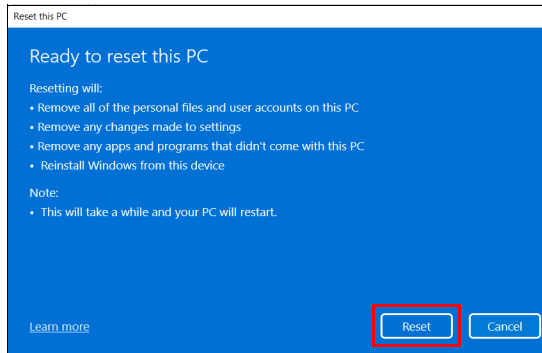 Reset this PC
Ready to reset this PC
Resetting will:
• Remove all of the personal files and user accounts on this PC
• Remove any changes made to settings
• Remove any apps and programs that didn't come with this PC
• Reinstall Windows from this device
Note:
• This will take a while and your PC will restart.
Learn more
Reset
Cancel